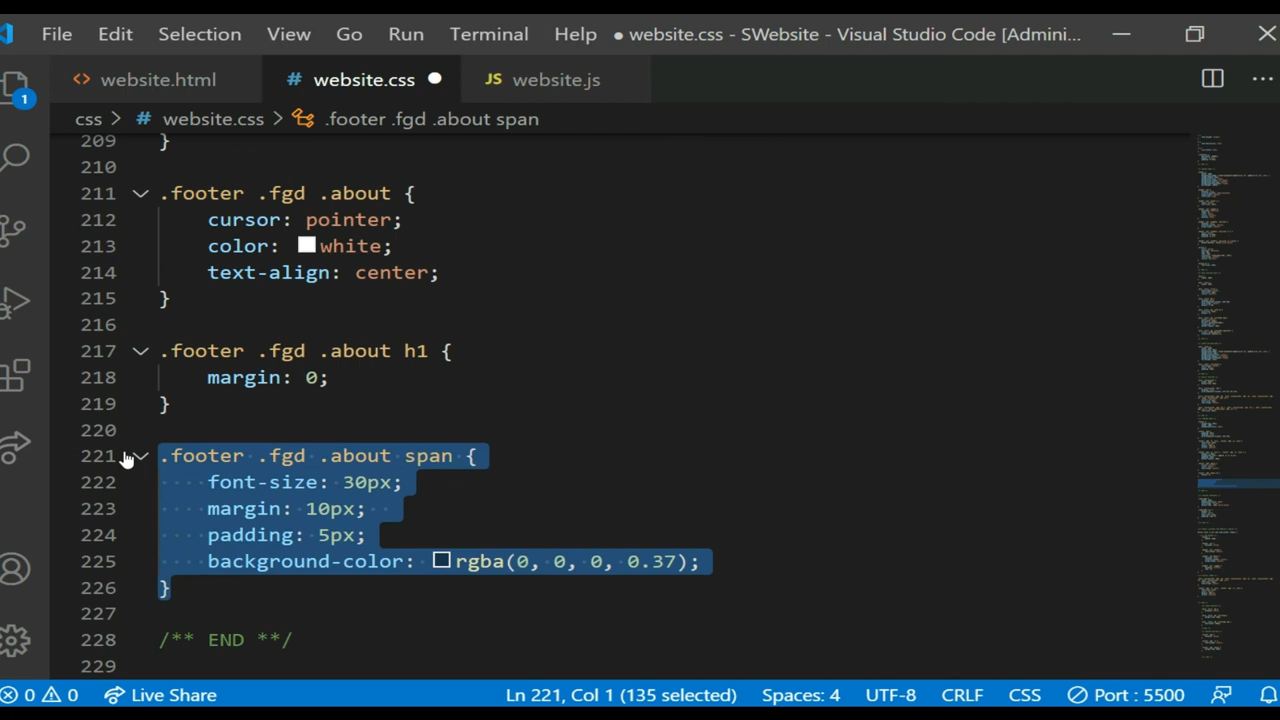 File Edit Selection View Go Run Terminal Help ● website.css - SWebsite - Visual Studio Code [Admini...
website.html # website.css ● JS website.js ...
css > # website.css > .footer .fgd .about span
1
209 }
210
211 .footer .fgd .about {
212 cursor: pointer;
213 color: white;
214 text-align: center;
215 }
216
217 .footer .fgd .about h1 {
218 margin: 0;
219 }
220
221 .footer .fgd .about span {
222 font-size: 30px;
223 margin: 10px;
224 padding: 5px;
225 background-color: rgba(0, 0, 0, 0.37);
226 }
227
228 /** END **/
229
0 0 Live Share Ln 221, Col 1 (135 selected) Spaces: 4 UTF-8 CRLF CSS Port : 5500